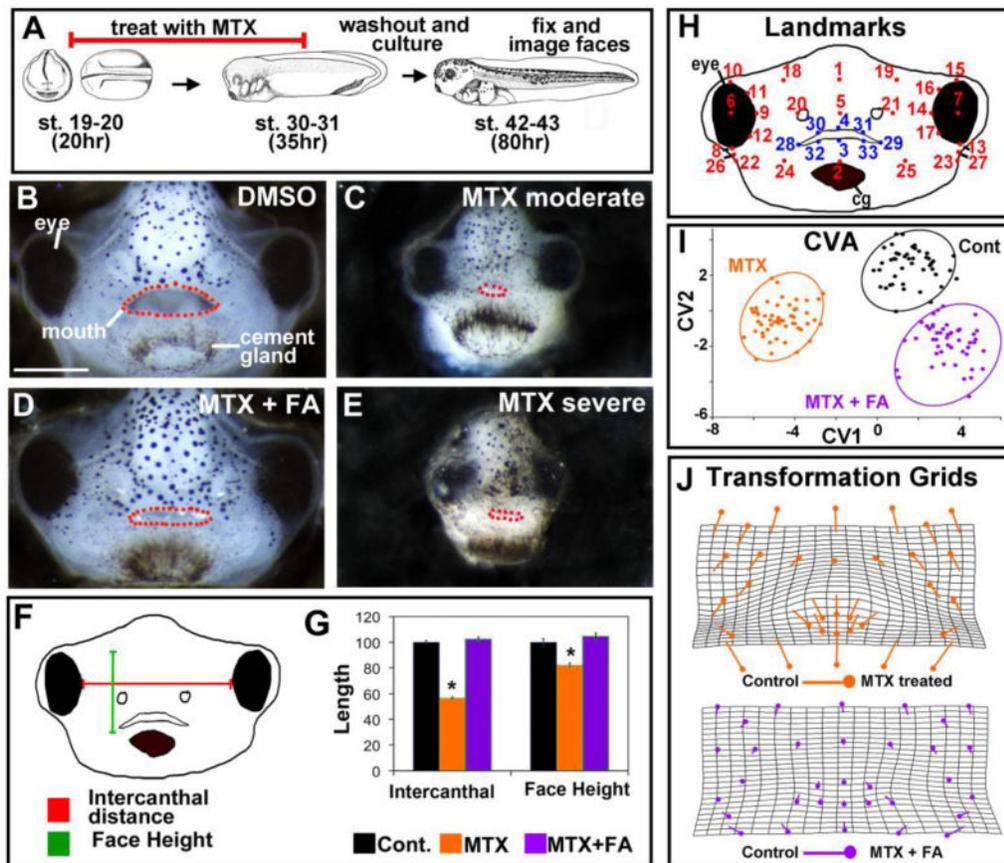 A
treat with MTX
washout and
culture
fix and
image faces
st. 19-20
(20hr)
st. 30-31
(35hr)
st. 42-43
(80hr)
B
DMSO
eye
mouth
cement
gland
C
MTX moderate
D
MTX + FA
E
MTX severe
F
Intercanthal
distance
Face Height
G
Length
120
100
80
60
40
20
0
*
*
Intercanthal
Face Height
Cont.
MTX
MTX+FA
H
Landmarks
eye
10
18
1
19
15
11
16
6
9
20
5
21
14
7
12
30
4
31
17
8
28
29
13
26
22
32
3
33
23
27
24
2
25
cg
I
CVA
Cont
MTX
MTX + FA
CV2
2
-2
-6
-8
-4
0
4
CV1
J
Transformation Grids
Control
MTX treated
Control
MTX + FA